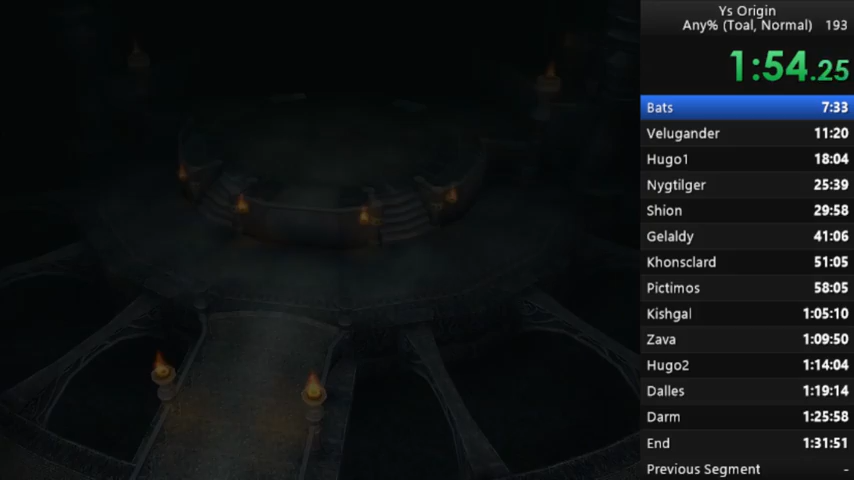 Ys Origin
Any% (Toal, Normal) 193
1:54.25
Bats 7:33
Velugander 11:20
Hugo1 18:04
Nygtilger 25:39
Shion 29:58
Gelaldy 41:06
Khonsclard 51:05
Pictimos 58:05
Kishgal 1:05:10
Zava 1:09:50
Hugo2 1:14:04
Dalles 1:19:14
Darm 1:25:58
End 1:31:51
Previous Segment -